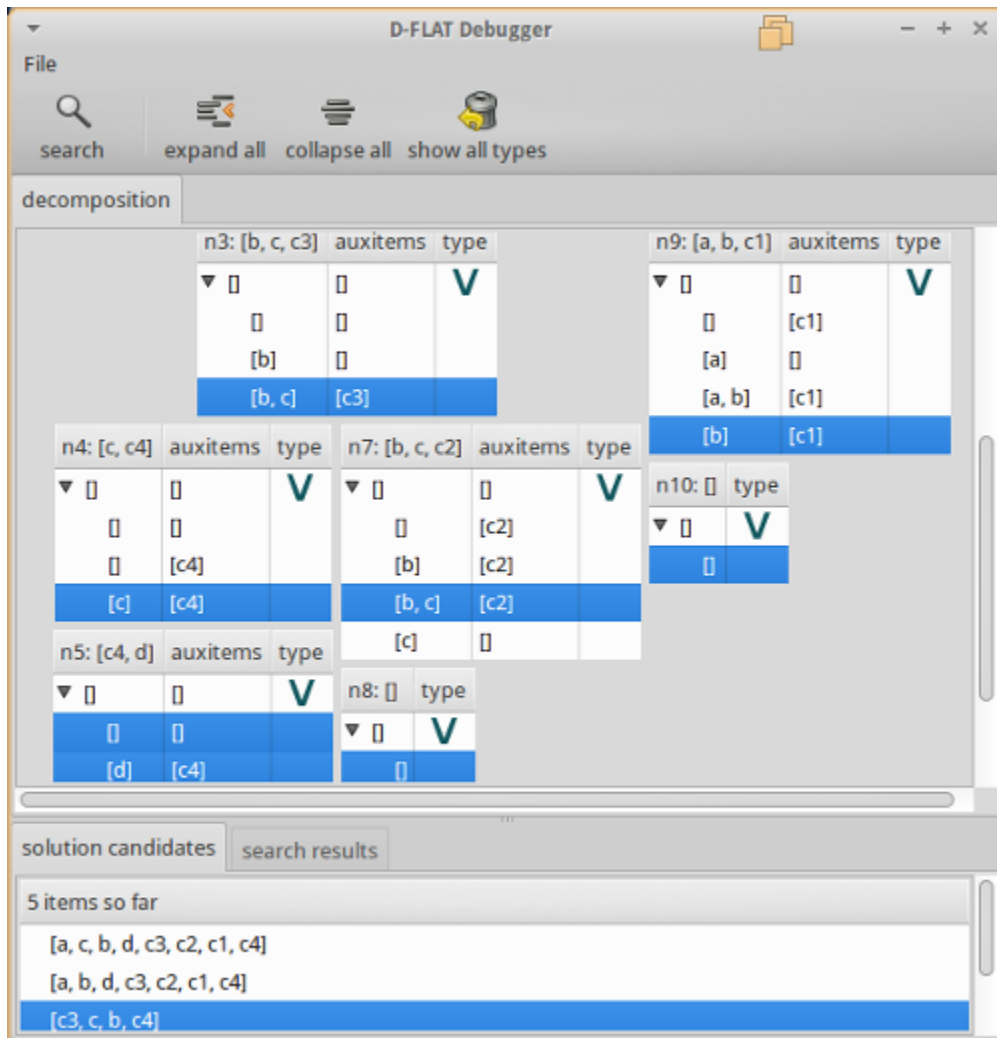 D-FLAT Debugger
File
search expand all collapse all show all types
decomposition
n3: [b, c, c3] auxitems type
[] [] V
[] []
[b] []
[b, c] [c3]
n9: [a, b, c1] auxitems type
[] [] V
[] [c1]
[a] []
[a, b] [c1]
[b] [c1]
n4: [c, c4] auxitems type
[] [] V
[] []
[] [c4]
[c] [c4]
n7: [b, c, c2] auxitems type
[] [] V
[] [c2]
[b] [c2]
[b, c] [c2]
[c] []
n10: [] type
[] V
[]
n5: [c4, d] auxitems type
[] [] V
[] []
[d] [c4]
n8: [] type
[] V
[]
solution candidates search results
5 items so far
[a, c, b, d, c3, c2, c1, c4]
[a, b, d, c3, c2, c1, c4]
[c3, c, b, c4]